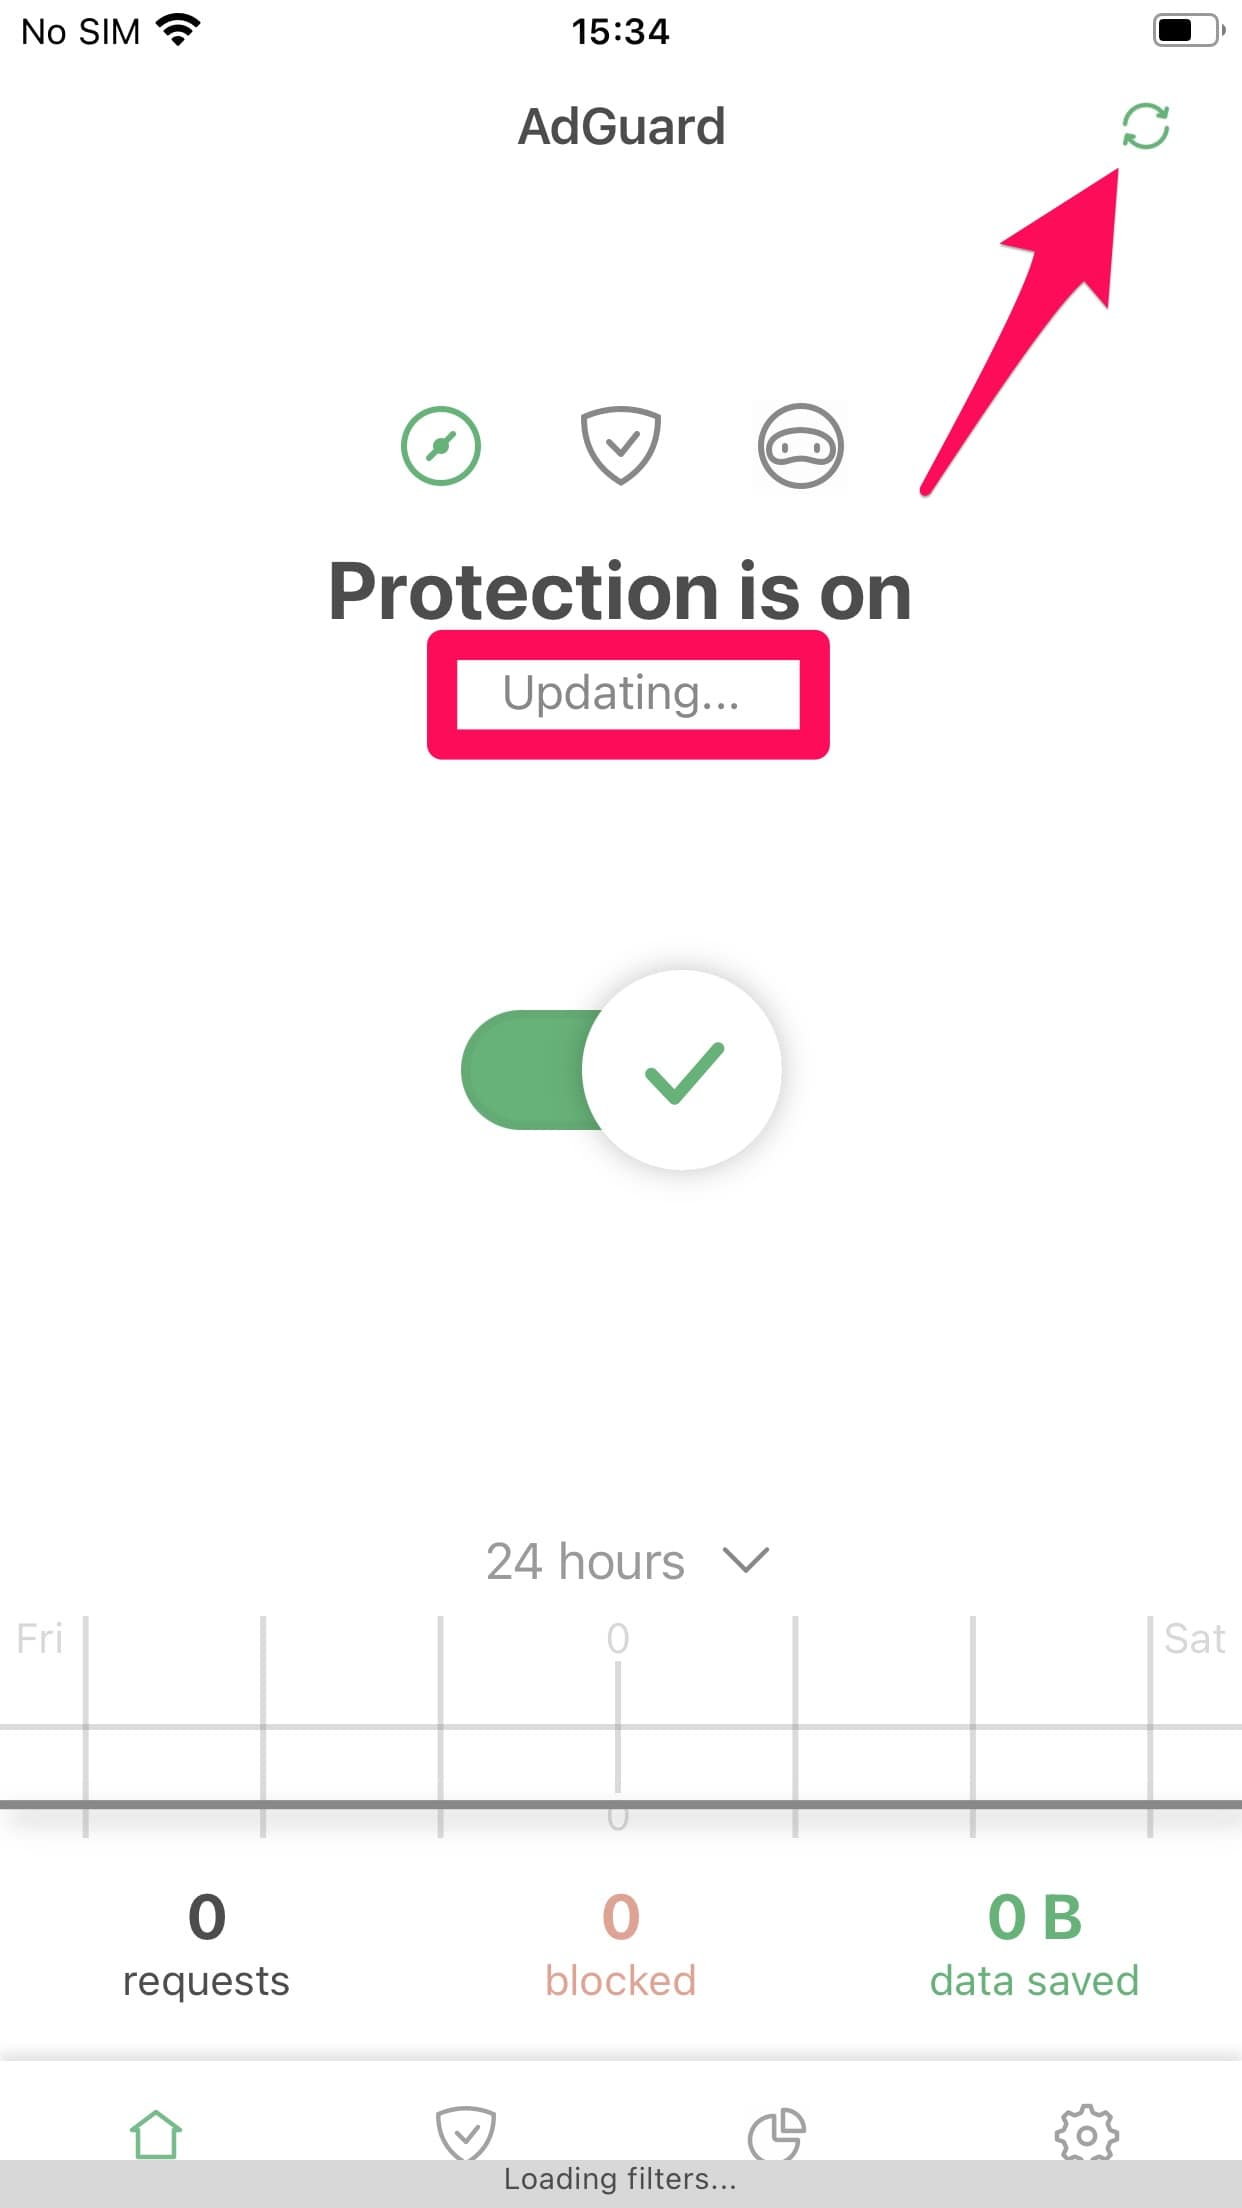 No SIM 15:34
AdGuard
Protection is on
Updating...
24 hours
Fri 0 Sat
0
0 0 0 B
requests blocked data saved
Loading filters...